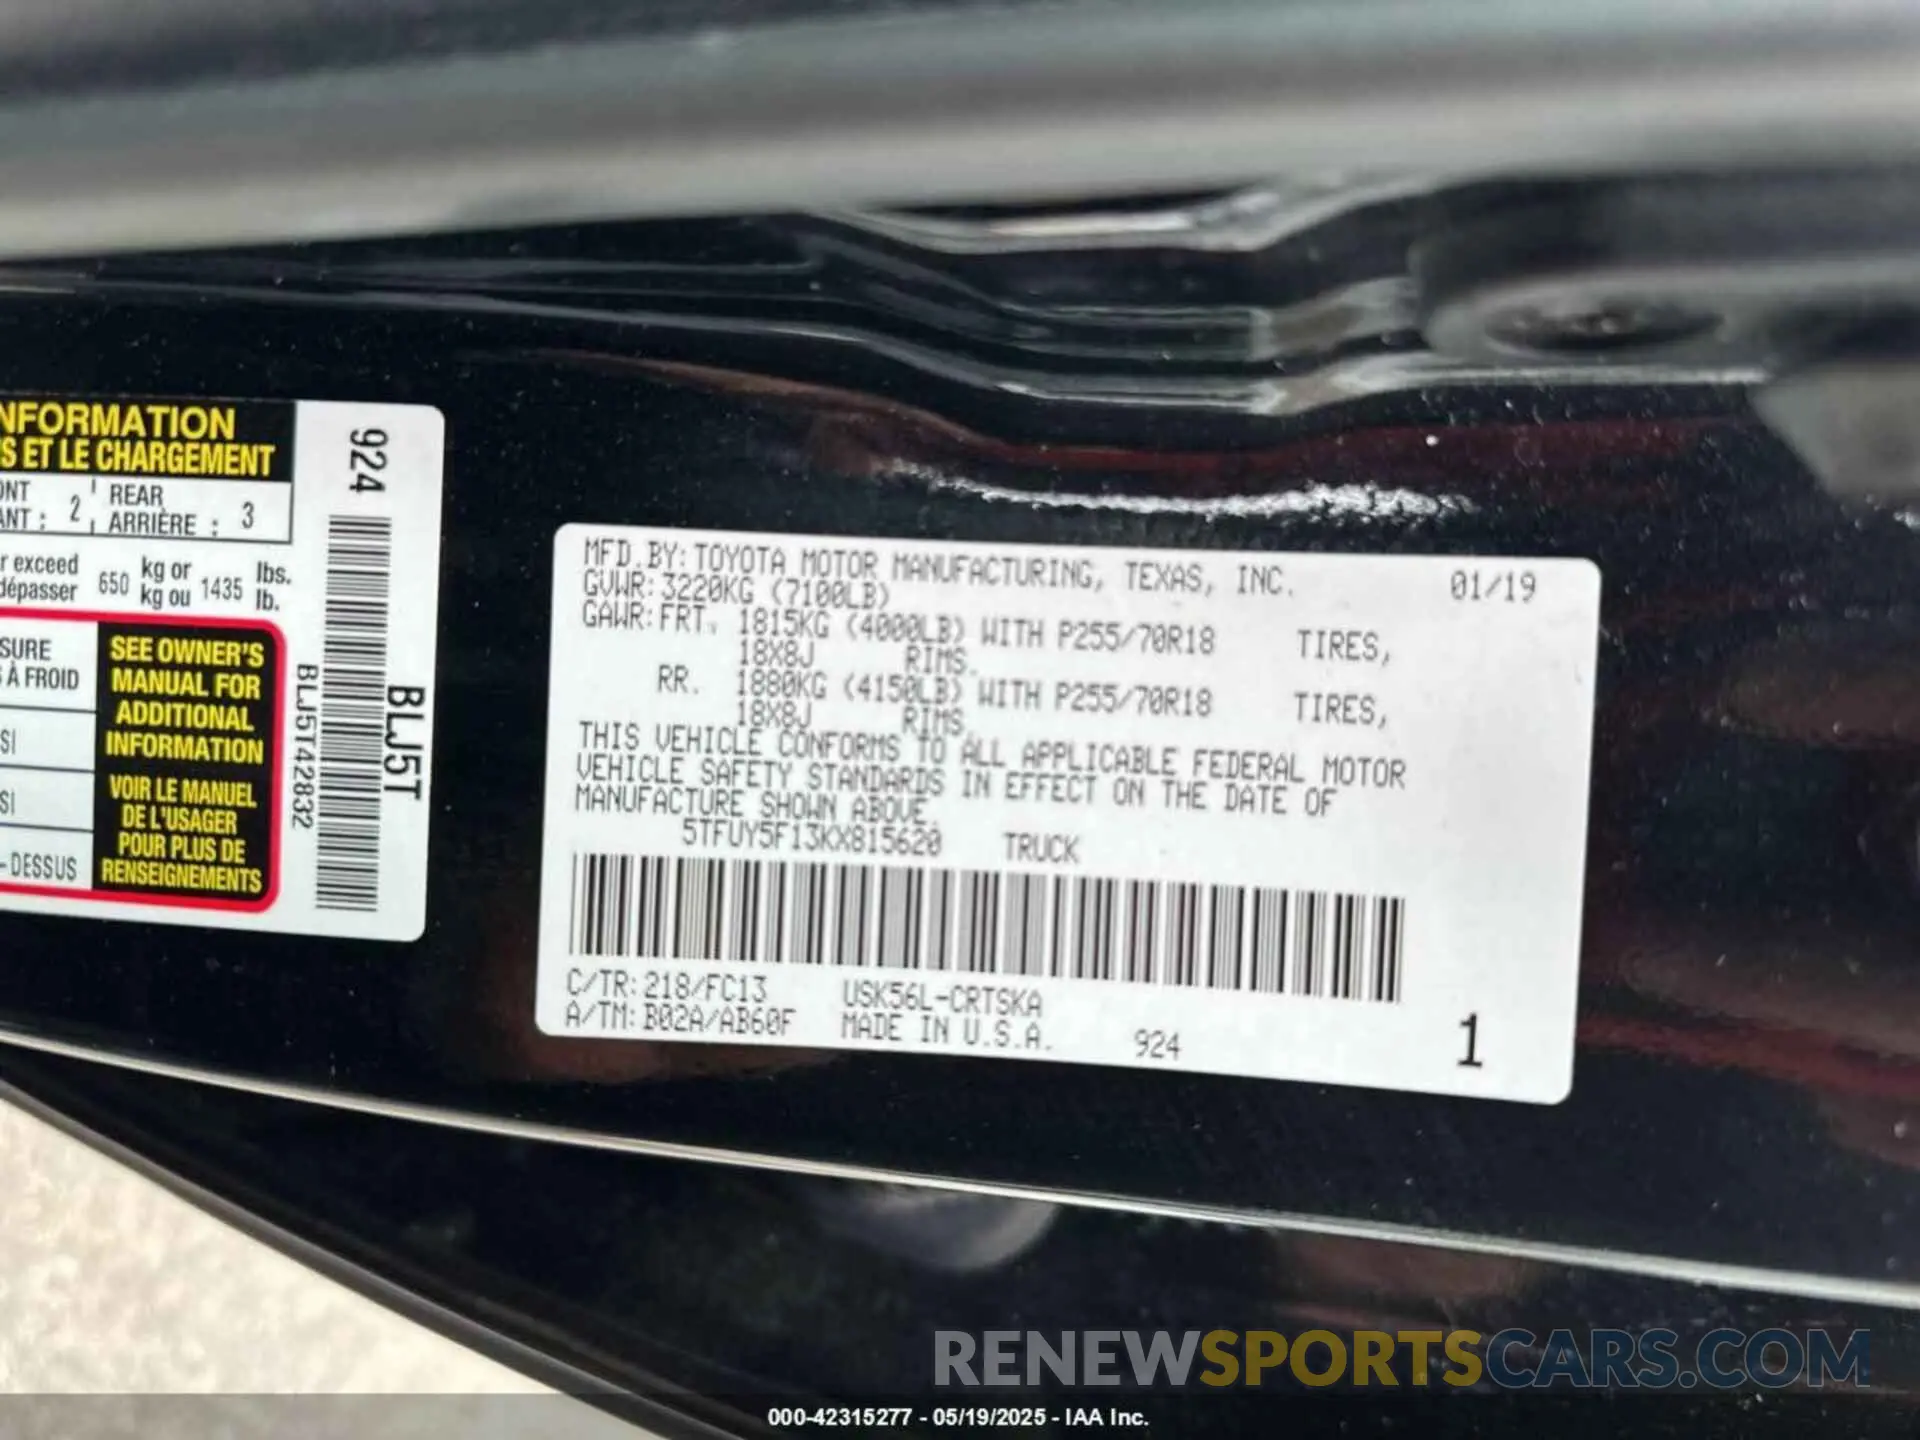 NFORMATION
S ET LE CHARGEMENT
2 REAR 3
ARRIÈRE :
exceed kg or lbs.
dépasser 650 kg ou 1435 lb.
SURE
À FROID
SI
SI
-DESSUS
SEE OWNER'S
MANUAL FOR
ADDITIONAL
INFORMATION
VOIR LE MANUEL
DE L'USAGER
POUR PLUS DE
RENSEIGNEMENTS
924
BLJ5T42832
BLJ5T
MFD.BY: TOYOTA MOTOR MANUFACTURING, TEXAS, INC. 01/19
GVWR: 3220KG (7100LB)
GAWR: FRT. 1815KG (4000LB) WITH P255/70R18 TIRES,
18X8J RIMS.
RR. 1880KG (4150LB) WITH P255/70R18 TIRES,
18X8J RIMS.
THIS VEHICLE CONFORMS TO ALL APPLICABLE FEDERAL MOTOR
VEHICLE SAFETY STANDARDS IN EFFECT ON THE DATE OF
MANUFACTURE SHOWN ABOVE.
5TFUY5F13KX815620 TRUCK
C/TR: 218/FC13 USK56L-CRTSKA
A/TM: B02A/AB60F MADE IN U.S.A. 924 1
RENEWSPORTSCARS.COM
000-42315277 - 05/19/2025 - IAA Inc.